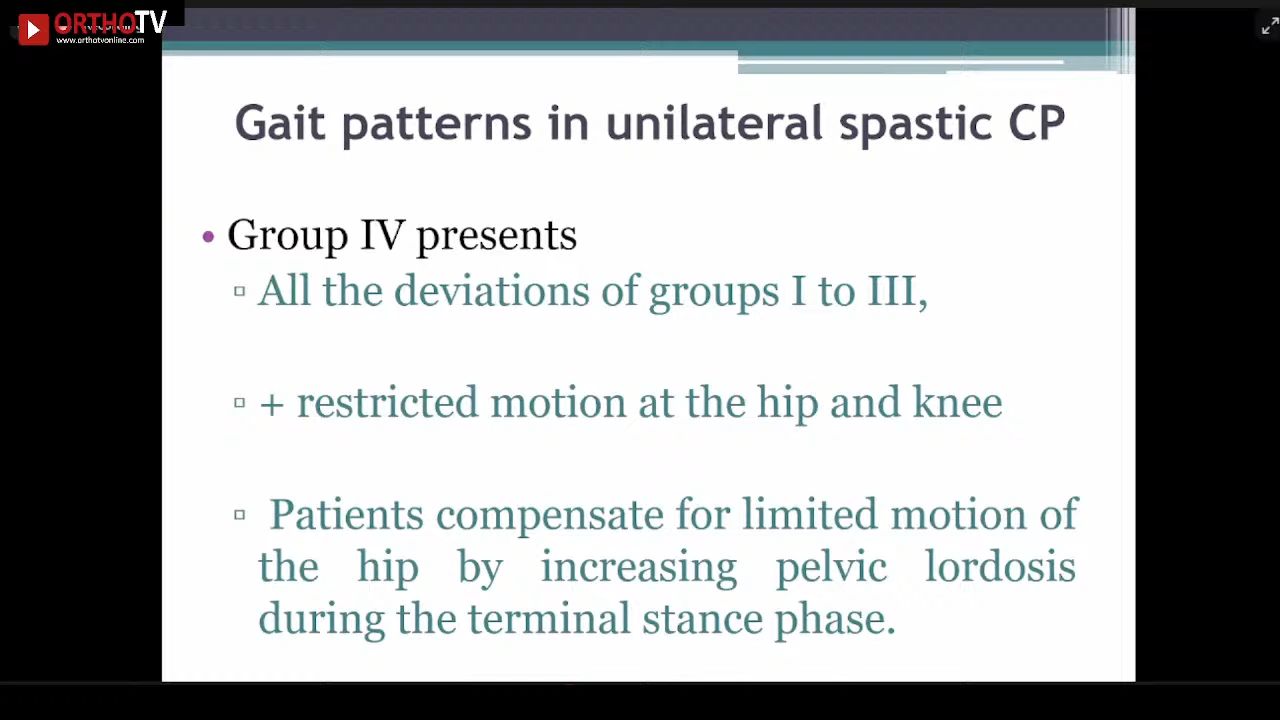 ORTHOTV
www.orthotvonline.com
Gait patterns in unilateral spastic CP
• Group IV presents
▫ All the deviations of groups I to III,
▫ + restricted motion at the hip and knee
▫ Patients compensate for limited motion of
the hip by increasing pelvic lordosis
during the terminal stance phase.